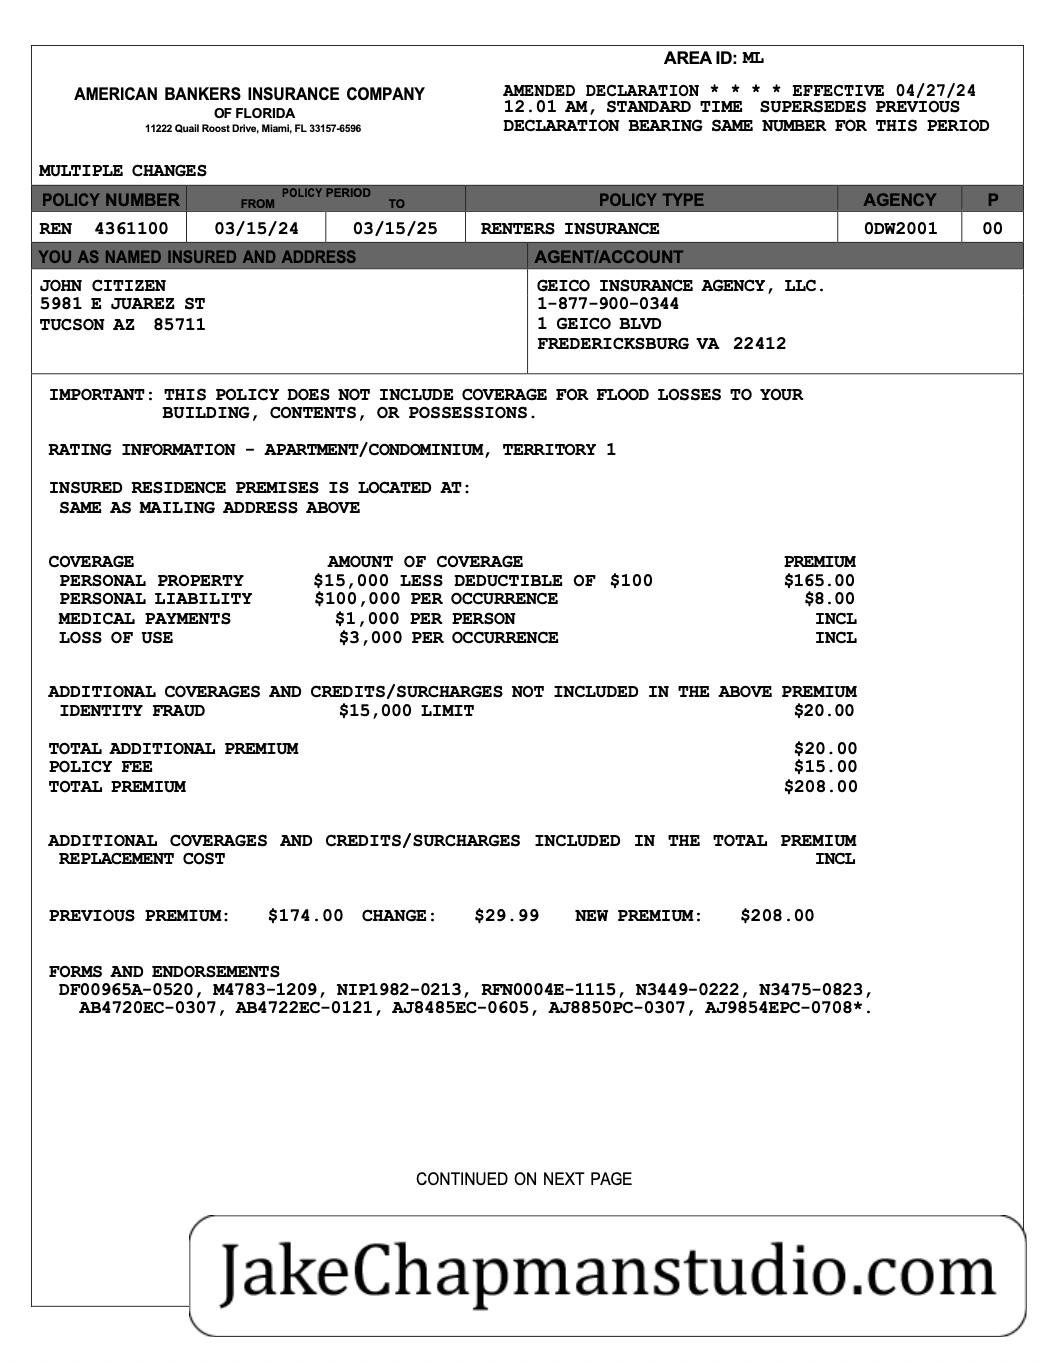 AREA ID: ML
AMERICAN BANKERS INSURANCE COMPANY
OF FLORIDA
11222 Quail Roost Drive, Miami, FL 33157-6596
AMENDED DECLARATION * * * * EFFECTIVE 04/27/24
12.01 AM, STANDARD TIME SUPERSEDES PREVIOUS
DECLARATION BEARING SAME NUMBER FOR THIS PERIOD
MULTIPLE CHANGES
POLICY NUMBER POLICY PERIOD FROM TO POLICY TYPE AGENCY P
REN 4361100 03/15/24 03/15/25 RENTERS INSURANCE 0DW2001 00
YOU AS NAMED INSURED AND ADDRESS AGENT/ACCOUNT
JOHN CITIZEN
5981 E JUAREZ ST
TUCSON AZ 85711
GEICO INSURANCE AGENCY, LLC.
1-877-900-0344
1 GEICO BLVD
FREDERICKSBURG VA 22412
IMPORTANT: THIS POLICY DOES NOT INCLUDE COVERAGE FOR FLOOD LOSSES TO YOUR
BUILDING, CONTENTS, OR POSSESSIONS.
RATING INFORMATION - APARTMENT/CONDOMINIUM, TERRITORY 1
INSURED RESIDENCE PREMISES IS LOCATED AT:
SAME AS MAILING ADDRESS ABOVE
COVERAGE AMOUNT OF COVERAGE PREMIUM
PERSONAL PROPERTY $15,000 LESS DEDUCTIBLE OF $100 $165.00
PERSONAL LIABILITY $100,000 PER OCCURRENCE $8.00
MEDICAL PAYMENTS $1,000 PER PERSON INCL
LOSS OF USE $3,000 PER OCCURRENCE INCL
ADDITIONAL COVERAGES AND CREDITS/SURCHARGES NOT INCLUDED IN THE ABOVE PREMIUM
IDENTITY FRAUD $15,000 LIMIT $20.00
TOTAL ADDITIONAL PREMIUM $20.00
POLICY FEE $15.00
TOTAL PREMIUM $208.00
ADDITIONAL COVERAGES AND CREDITS/SURCHARGES INCLUDED IN THE TOTAL PREMIUM
REPLACEMENT COST INCL
PREVIOUS PREMIUM: $174.00 CHANGE: $29.99 NEW PREMIUM: $208.00
FORMS AND ENDORSEMENTS
DF00965A-0520, M4783-1209, NIP1982-0213, RFN0004E-1115, N3449-0222, N3475-0823,
AB4720EC-0307, AB4722EC-0121, AJ8485EC-0605, AJ8850PC-0307, AJ9854EPC-0708*.
CONTINUED ON NEXT PAGE
JakeChapmanstudio.com